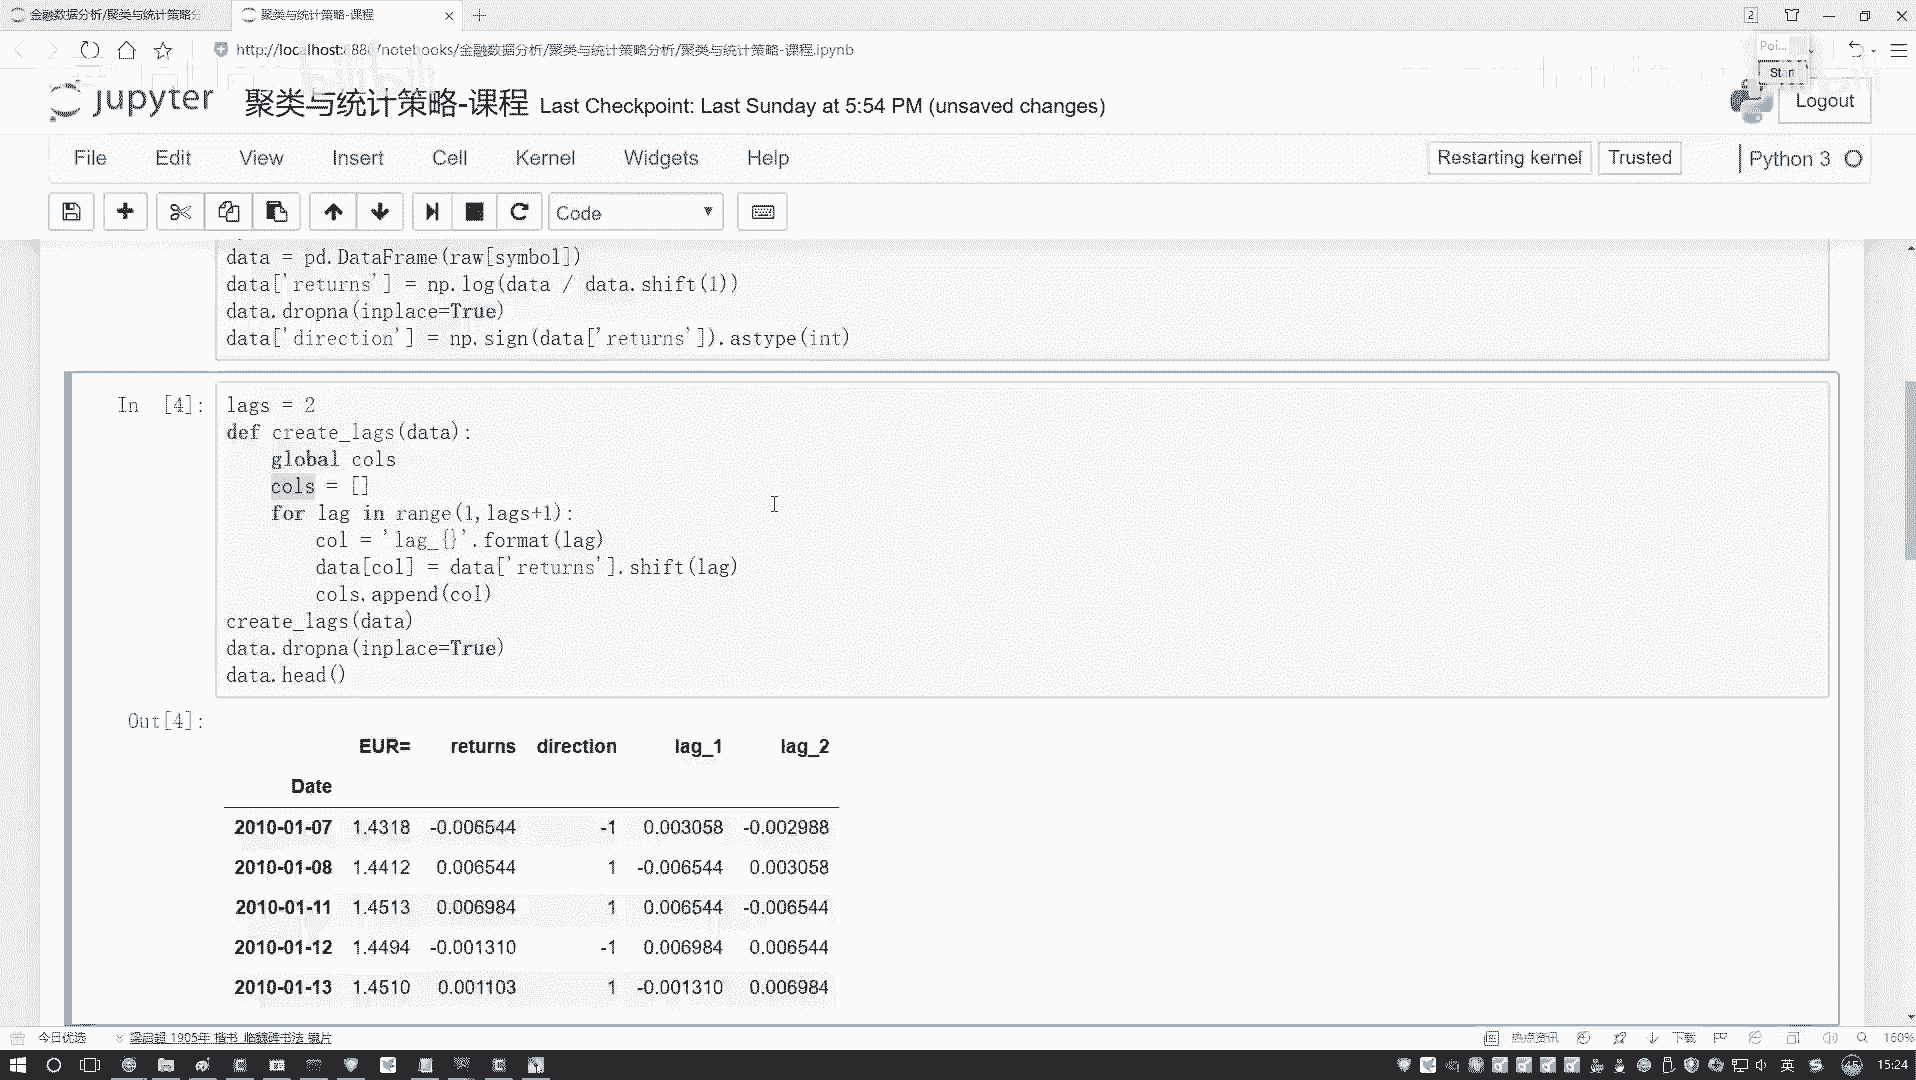 金融数据分析/聚类与统计策略分
聚类与统计策略-课程
2
http://localhost:888/notebooks/金融数据分析/聚类与统计策略分析/聚类与统计策略-课程.ipynb
Poi...
Start
jupyter 聚类与统计策略-课程 Last Checkpoint: Last Sunday at 5:54 PM (unsaved changes)
Logout
File Edit View Insert Cell Kernel Widgets Help
Restarting kernel Trusted Python 3
Code
data = pd.DataFrame(raw[symbol])
data['returns'] = np.log(data / data.shift(1))
data.dropna(inplace=True)
data['direction'] = np.sign(data['returns']).astype(int)
In [4]:
lags = 2
def create_lags(data):
global cols
cols = []
for lag in range(1,lags+1):
col = 'lag_{}'.format(lag)
data[col] = data['returns'].shift(lag)
cols.append(col)
create_lags(data)
data.dropna(inplace=True)
data.head()
Out[4]:
EUR= returns direction lag_1 lag_2
Date
2010-01-07 1.4318 -0.006544 -1 0.003058 -0.002988
2010-01-08 1.4412 0.006544 1 -0.006544 0.003058
2010-01-11 1.4513 0.006984 1 0.006544 -0.006544
2010-01-12 1.4494 -0.001310 -1 0.006984 0.006544
2010-01-13 1.4510 0.001103 1 -0.001310 0.006984
今日优选 梁启超 1905年 楷书 临魏碑书法 镜片 热点资讯 下载 160%
英 15:24